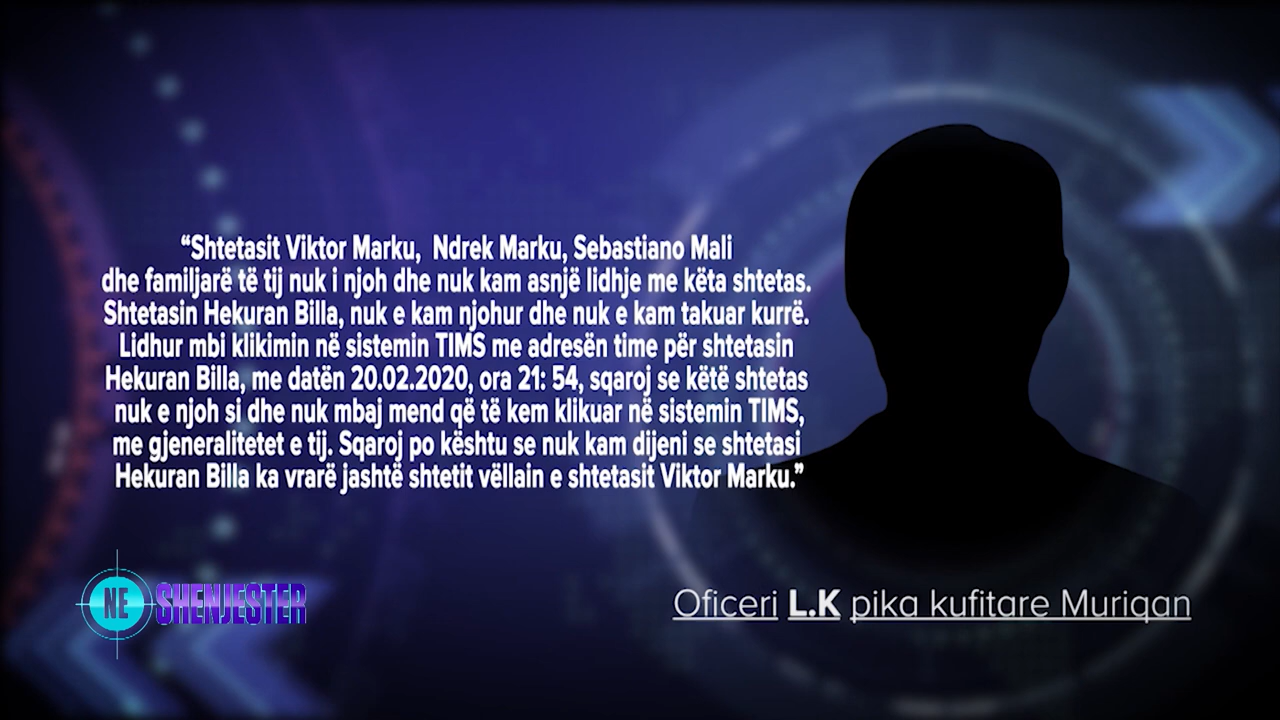 “Shtetasit Viktor Marku,  Ndrek Marku, Sebastiano Mali
dhe familjarë të tij nuk i njoh dhe nuk kam asnjë lidhje me këta shtetas.
Shtetasin Hekuran Billa, nuk e kam njohur dhe nuk e kam takuar kurrë.
Lidhur mbi klikimin në sistemin TIMS me adresën time për shtetasin
Hekuran Billa, me datën 20.02.2020, ora 21: 54, sqaroj se këtë shtetas
nuk e njoh si dhe nuk mbaj mend që të kem klikuar në sistemin TIMS,
me gjeneralitetet e tij. Sqaroj po kështu se nuk kam dijeni se shtetasi
Hekuran Billa ka vrarë jashtë shtetit vëllain e shtetasit Viktor Marku.”
NE SHENJESTER
Oficeri L.K pika kufitare Muriqan